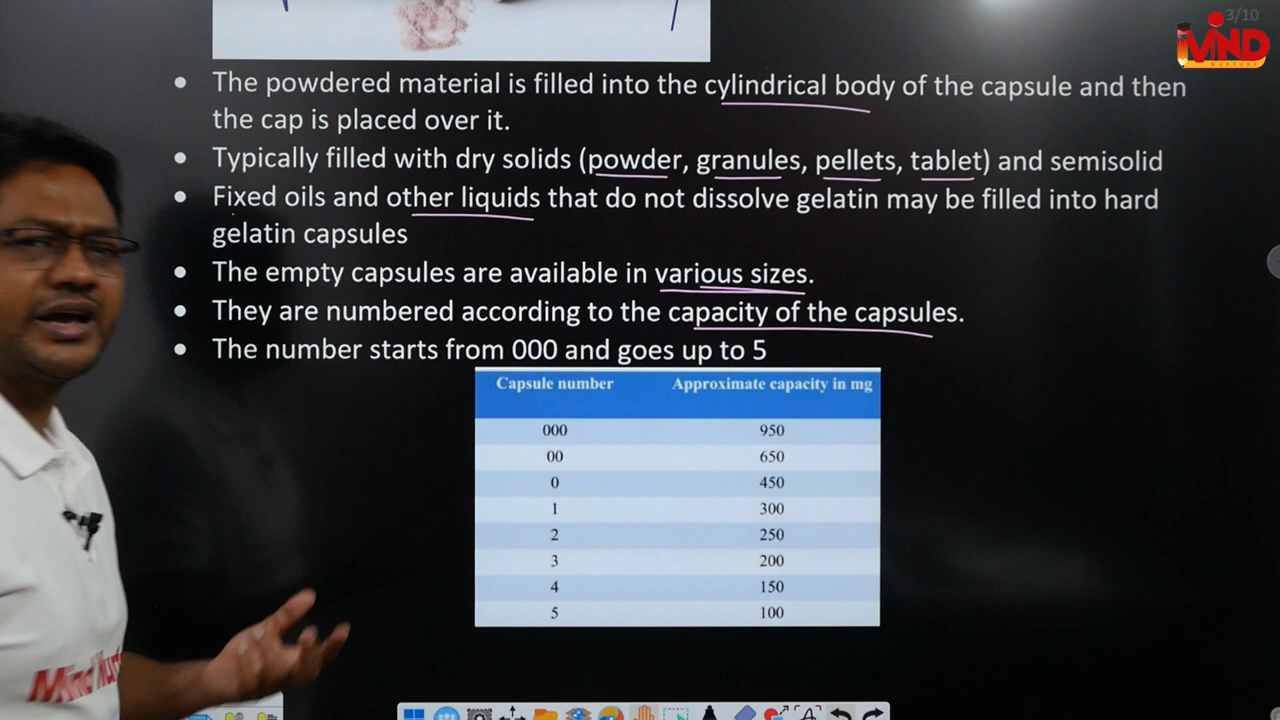 3/10
MIND
NURTURE
• The powdered material is filled into the cylindrical body of the capsule and then
the cap is placed over it.
• Typically filled with dry solids (powder, granules, pellets, tablet) and semisolid
• Fixed oils and other liquids that do not dissolve gelatin may be filled into hard
gelatin capsules
• The empty capsules are available in various sizes.
• They are numbered according to the capacity of the capsules.
• The number starts from 000 and goes up to 5
Capsule number Approximate capacity in mg
000 950
00 650
0 450
1 300
2 250
3 200
4 150
5 100
Mind Nurt